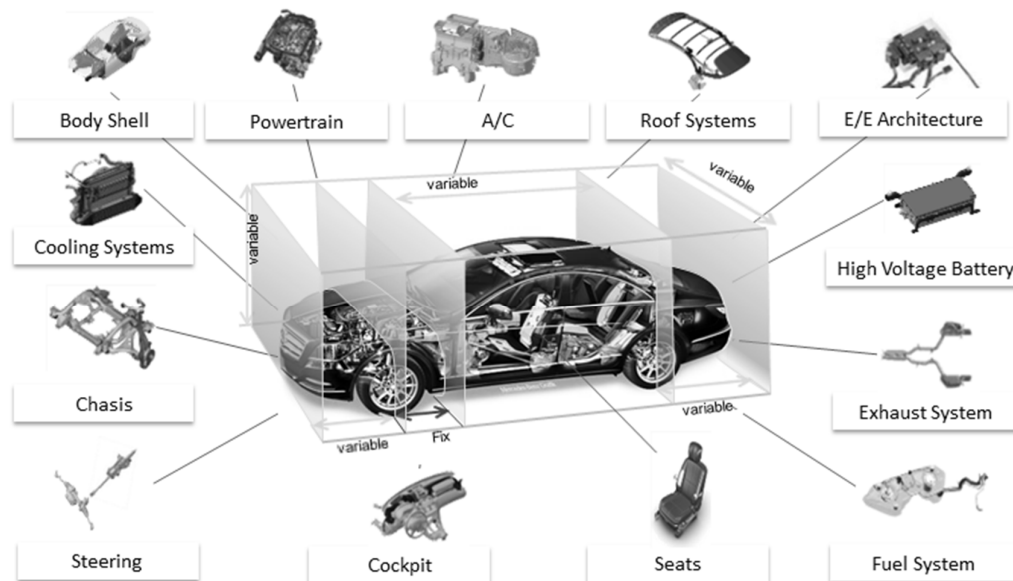 Body Shell
Powertrain
A/C
Roof Systems
E/E Architecture
variable
variable
variable
Cooling Systems
High Voltage Battery
Chasis
Exhaust System
variable
Fix
variable
Steering
Cockpit
Seats
Fuel System